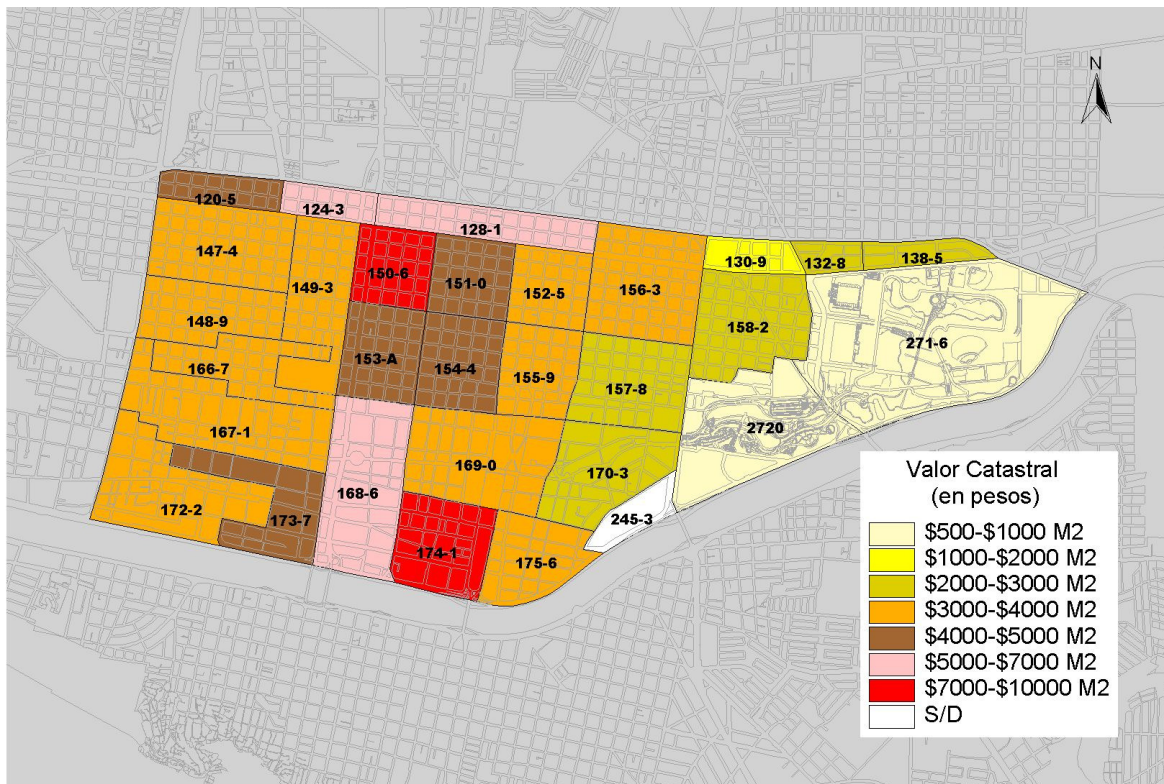 N
120-5
124-3
128-1
147-4
149-3
150-6
151-0
152-5
156-3
130-9
132-8
138-5
148-9
158-2
271-6
166-7
153-A
154-4
155-9
157-8
167-1
2720
169-0
170-3
168-6
172-2
173-7
245-3
174-1
175-6
Valor Catastral
(en pesos)
$500-$1000 M2
$1000-$2000 M2
$2000-$3000 M2
$3000-$4000 M2
$4000-$5000 M2
$5000-$7000 M2
$7000-$10000 M2
S/D